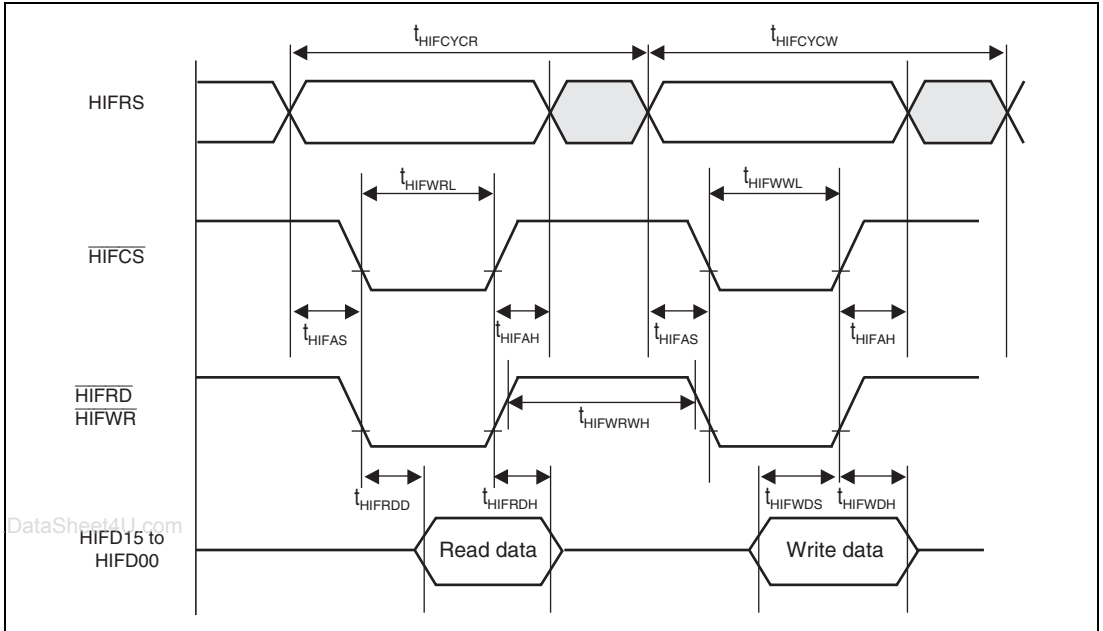 tHIFCYCR tHIFCYCW
HIFRS
tHIFWRL tHIFWWL
HIFCS
tHIFAS tHIFAH tHIFAS tHIFAH
HIFRD
HIFWR
tHIFWRWH
tHIFRDD tHIFRDH tHIFWDS tHIFWDH
DataSheet4U.com
HIFD15 to
HIFD00
Read data Write data